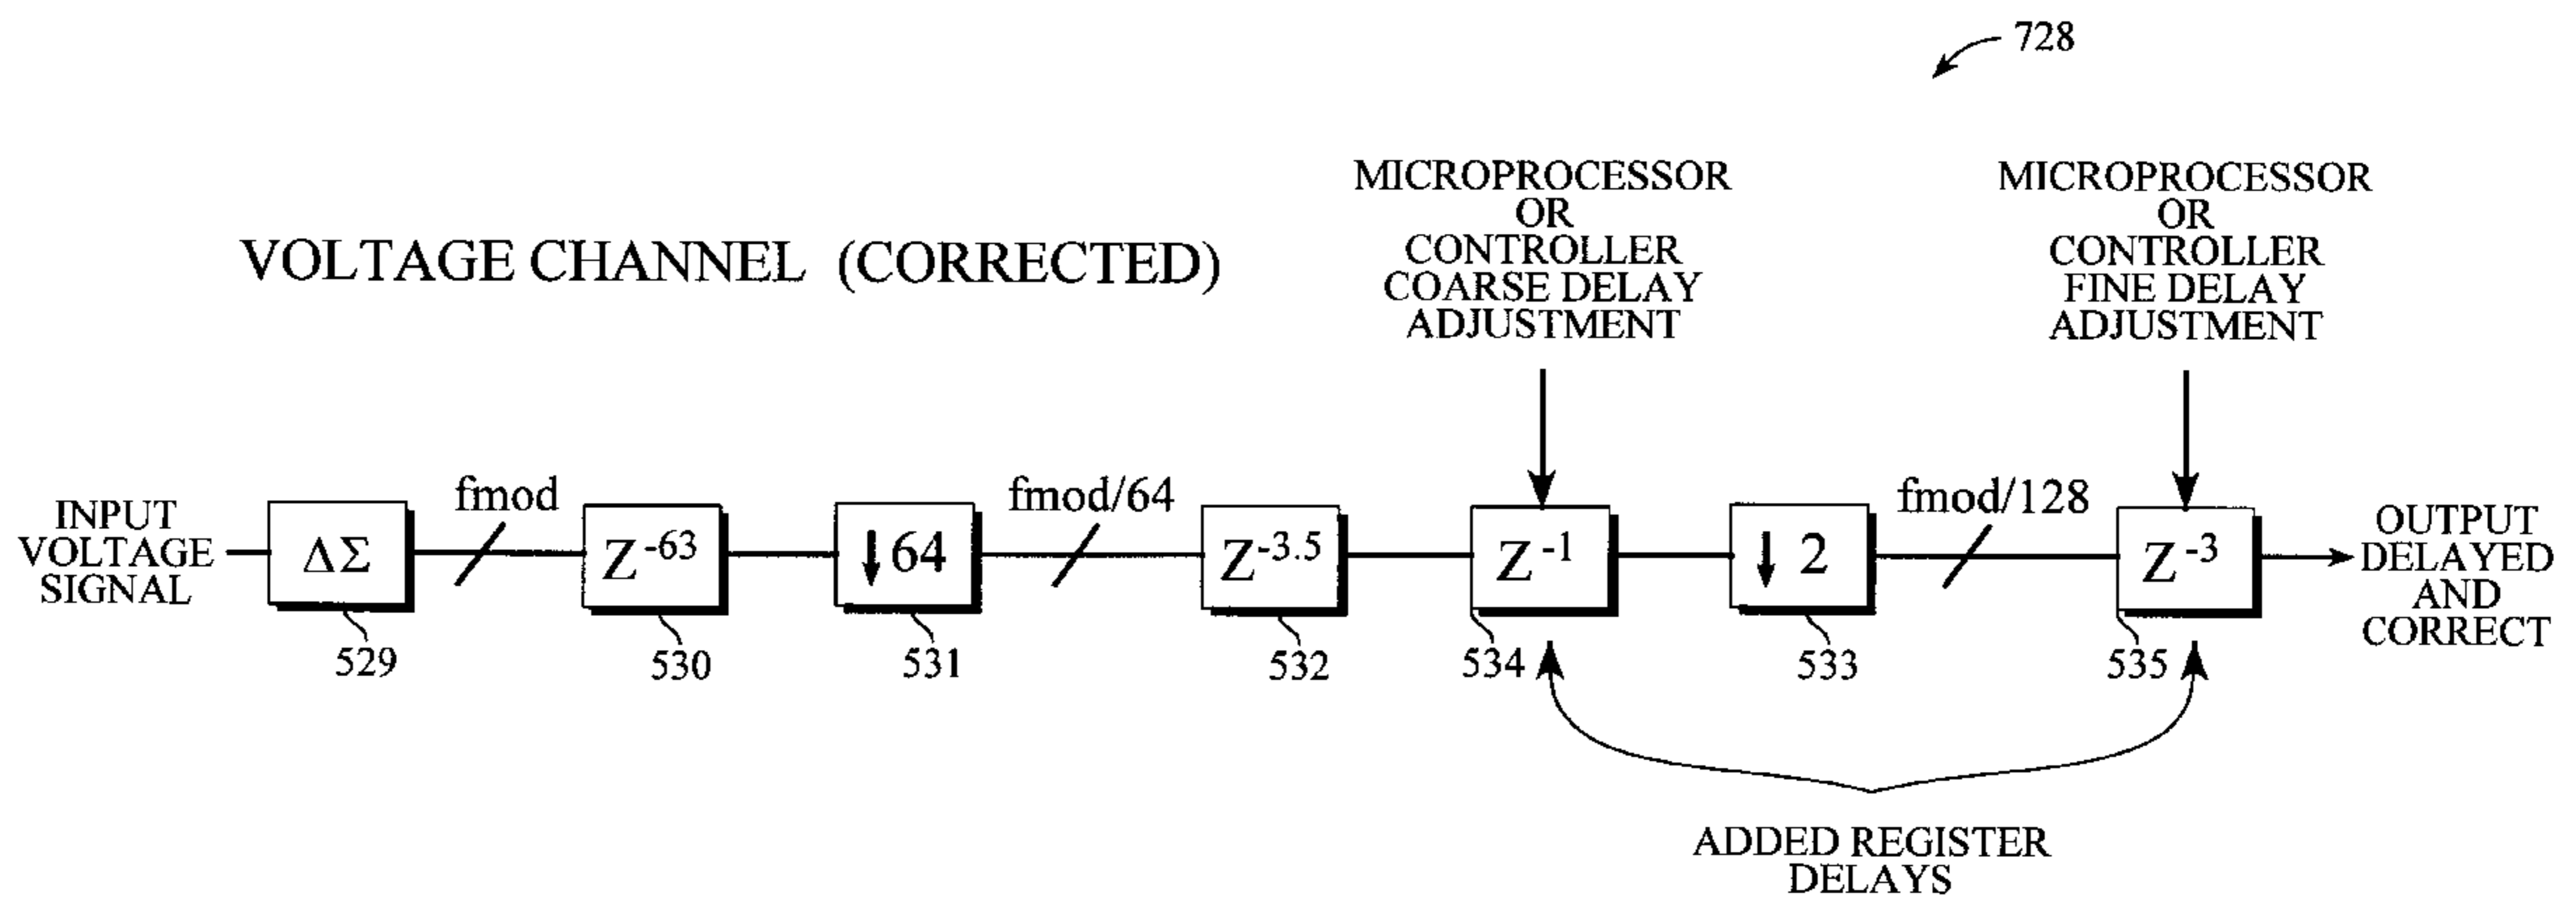 728
VOLTAGE CHANNEL (CORRECTED)
MICROPROCESSOR
OR
CONTROLLER
COARSE DELAY
ADJUSTMENT
MICROPROCESSOR
OR
CONTROLLER
FINE DELAY
ADJUSTMENT
INPUT
VOLTAGE
SIGNAL
ΔΣ
fmod
Z-63
↓ 64
fmod/64
Z-3.5
Z-1
↓ 2
fmod/128
Z-3
OUTPUT
DELAYED
AND
CORRECT
529
530
531
532
534
533
535
ADDED REGISTER
DELAYS